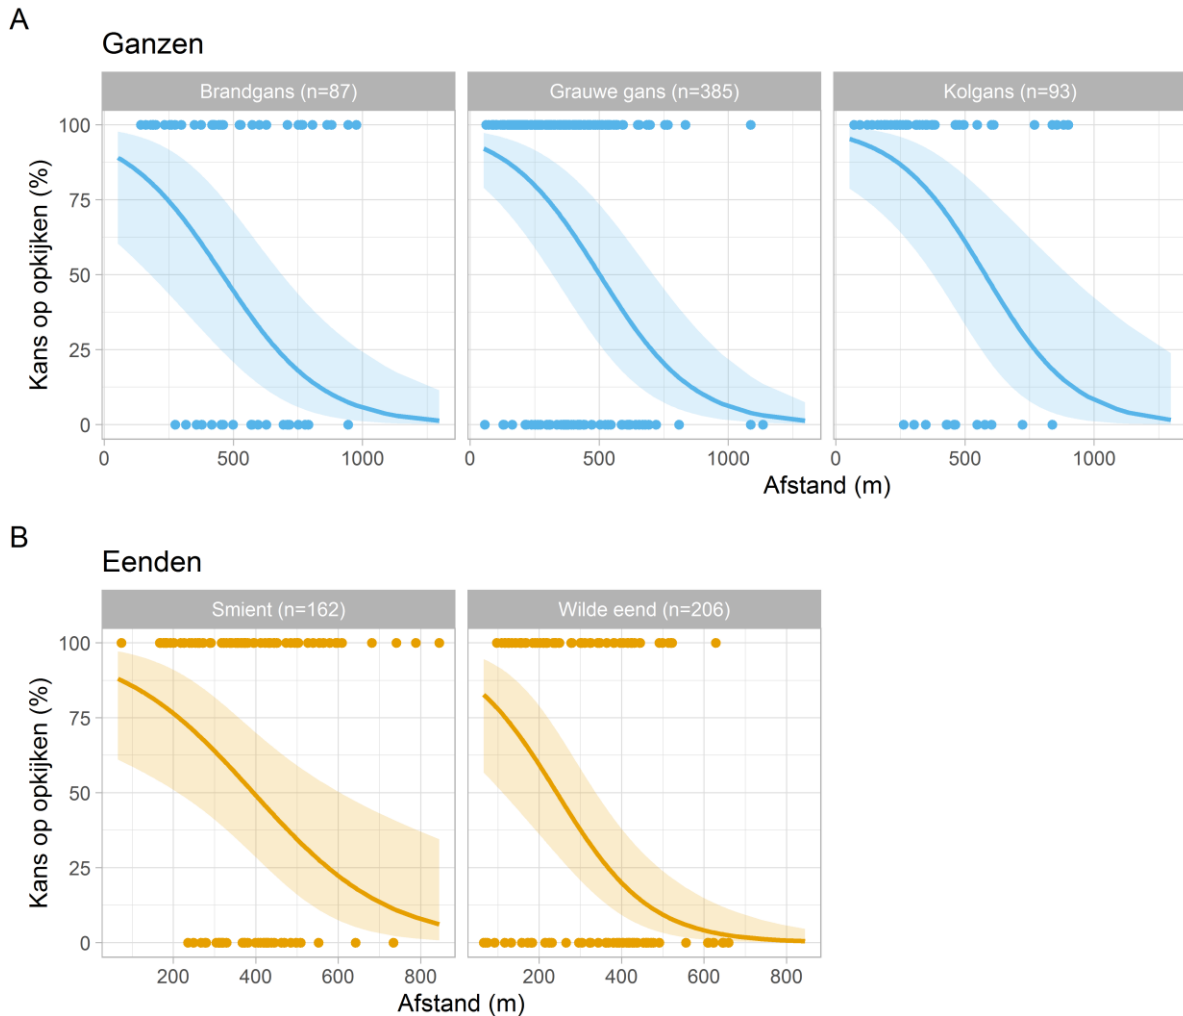 A
Ganzen
Brandgans (n=87) Grauwe gans (n=385) Kolgans (n=93)
Kans op opkijken (%)
100
75
50
25
0
0 500 1000 0 500 1000 0 500 1000
Afstand (m)
B
Eenden
Smient (n=162) Wilde eend (n=206)
Kans op opkijken (%)
100
75
50
25
0
200 400 600 800 200 400 600 800
Afstand (m)